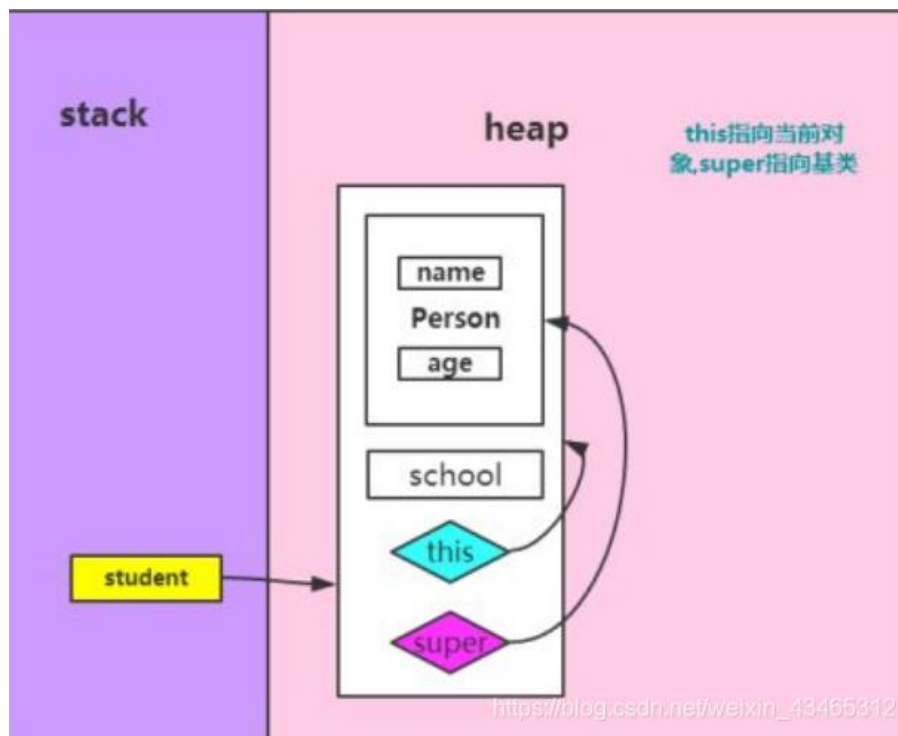 stack
heap
this指向当前对
象,super指向基类
name
Person
age
school
this
student
super
https://blog.csdn.net/weixin_43465312